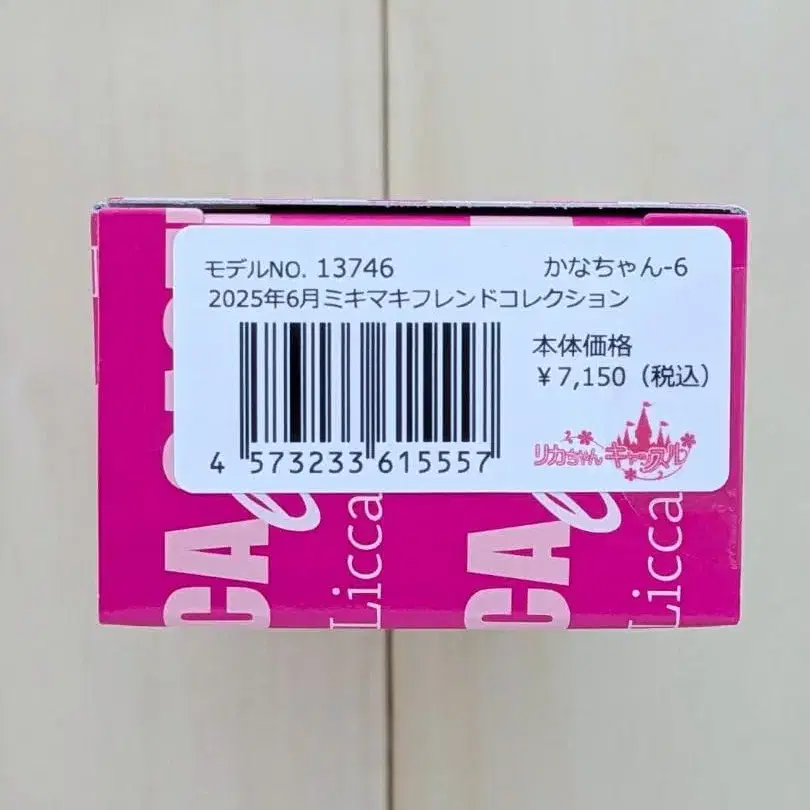 モデルNO. 13746 かなちゃん-6
2025年6月ミキマキフレンドコレクション
本体価格
￥7,150（税込）
4 573233 615557
リカちゃん キャッスル
CA
Licca
CA
Licca